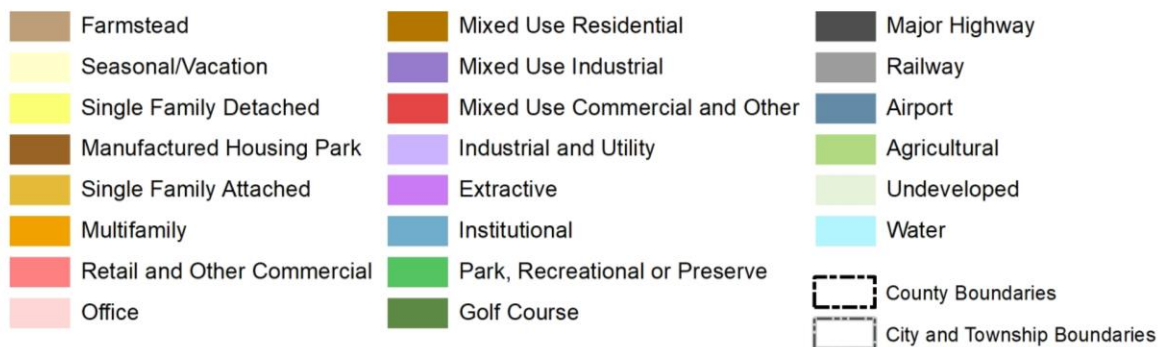 Farmstead
Seasonal/Vacation
Single Family Detached
Manufactured Housing Park
Single Family Attached
Multifamily
Retail and Other Commercial
Office
Mixed Use Residential
Mixed Use Industrial
Mixed Use Commercial and Other
Industrial and Utility
Extractive
Institutional
Park, Recreational or Preserve
Golf Course
Major Highway
Railway
Airport
Agricultural
Undeveloped
Water
County Boundaries
City and Township Boundaries